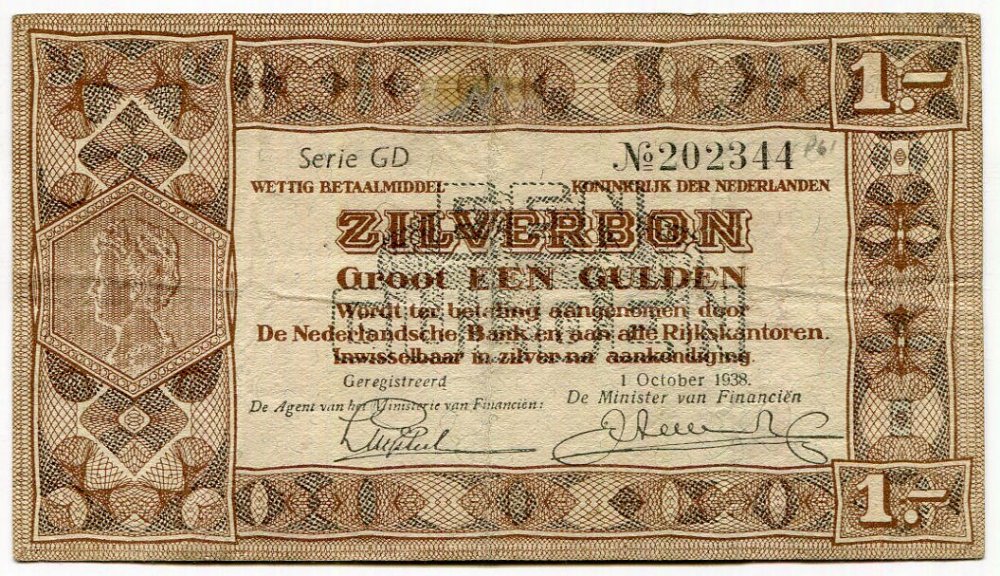 1.–
Serie GD
№202344
P61
WETTIG BETAALMIDDEL
KONINKRIJK DER NEDERLANDEN
ZILVERBON
Groot EEN GULDEN
Wordt ter betaling aangenomen door
De Nederlandsche Bank en aan alle Rijkskantoren.
Inwisselbaar in zilver na aankondiging.
Geregistreerd
1 October 1938.
De Agent van het Ministerie van Financiën:
De Minister van Financiën
1.–